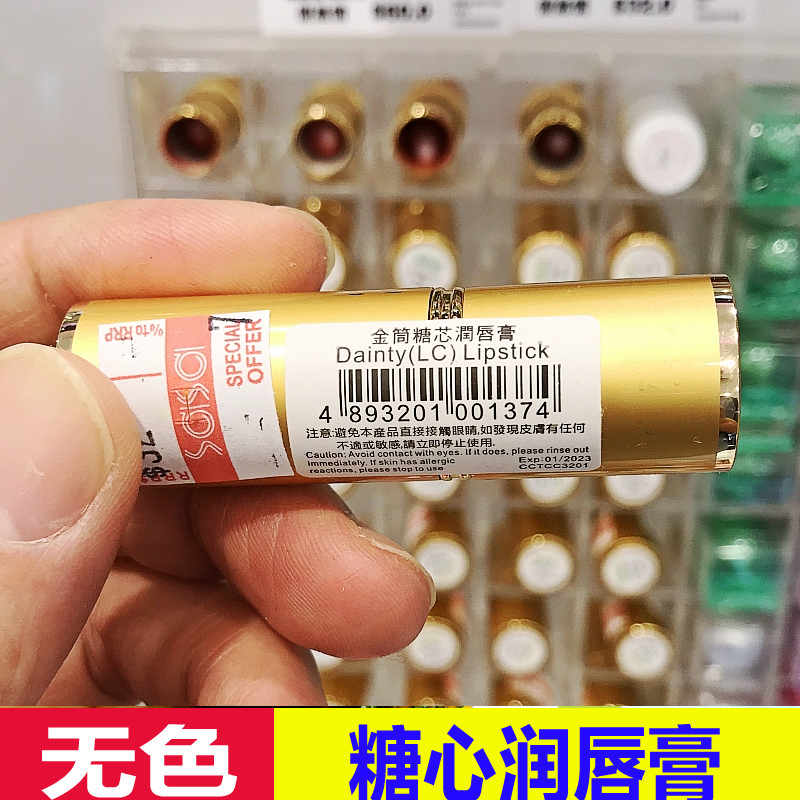 %to RRP
SPECIAL
OFFER
sasa
金筒糖芯潤唇膏
Dainty(LC) Lipstick
4 893201 001374
注意:避免本產品直接接觸眼睛,如發現皮膚有任何
不適或敏感,請立即停止使用.
Caution: Avoid contact with eyes. If it does, please rinse out
immediately. If skin has allergic
reactions, please stop to use
Exp:01/2023
CCTCC3201
无色
糖心润唇膏